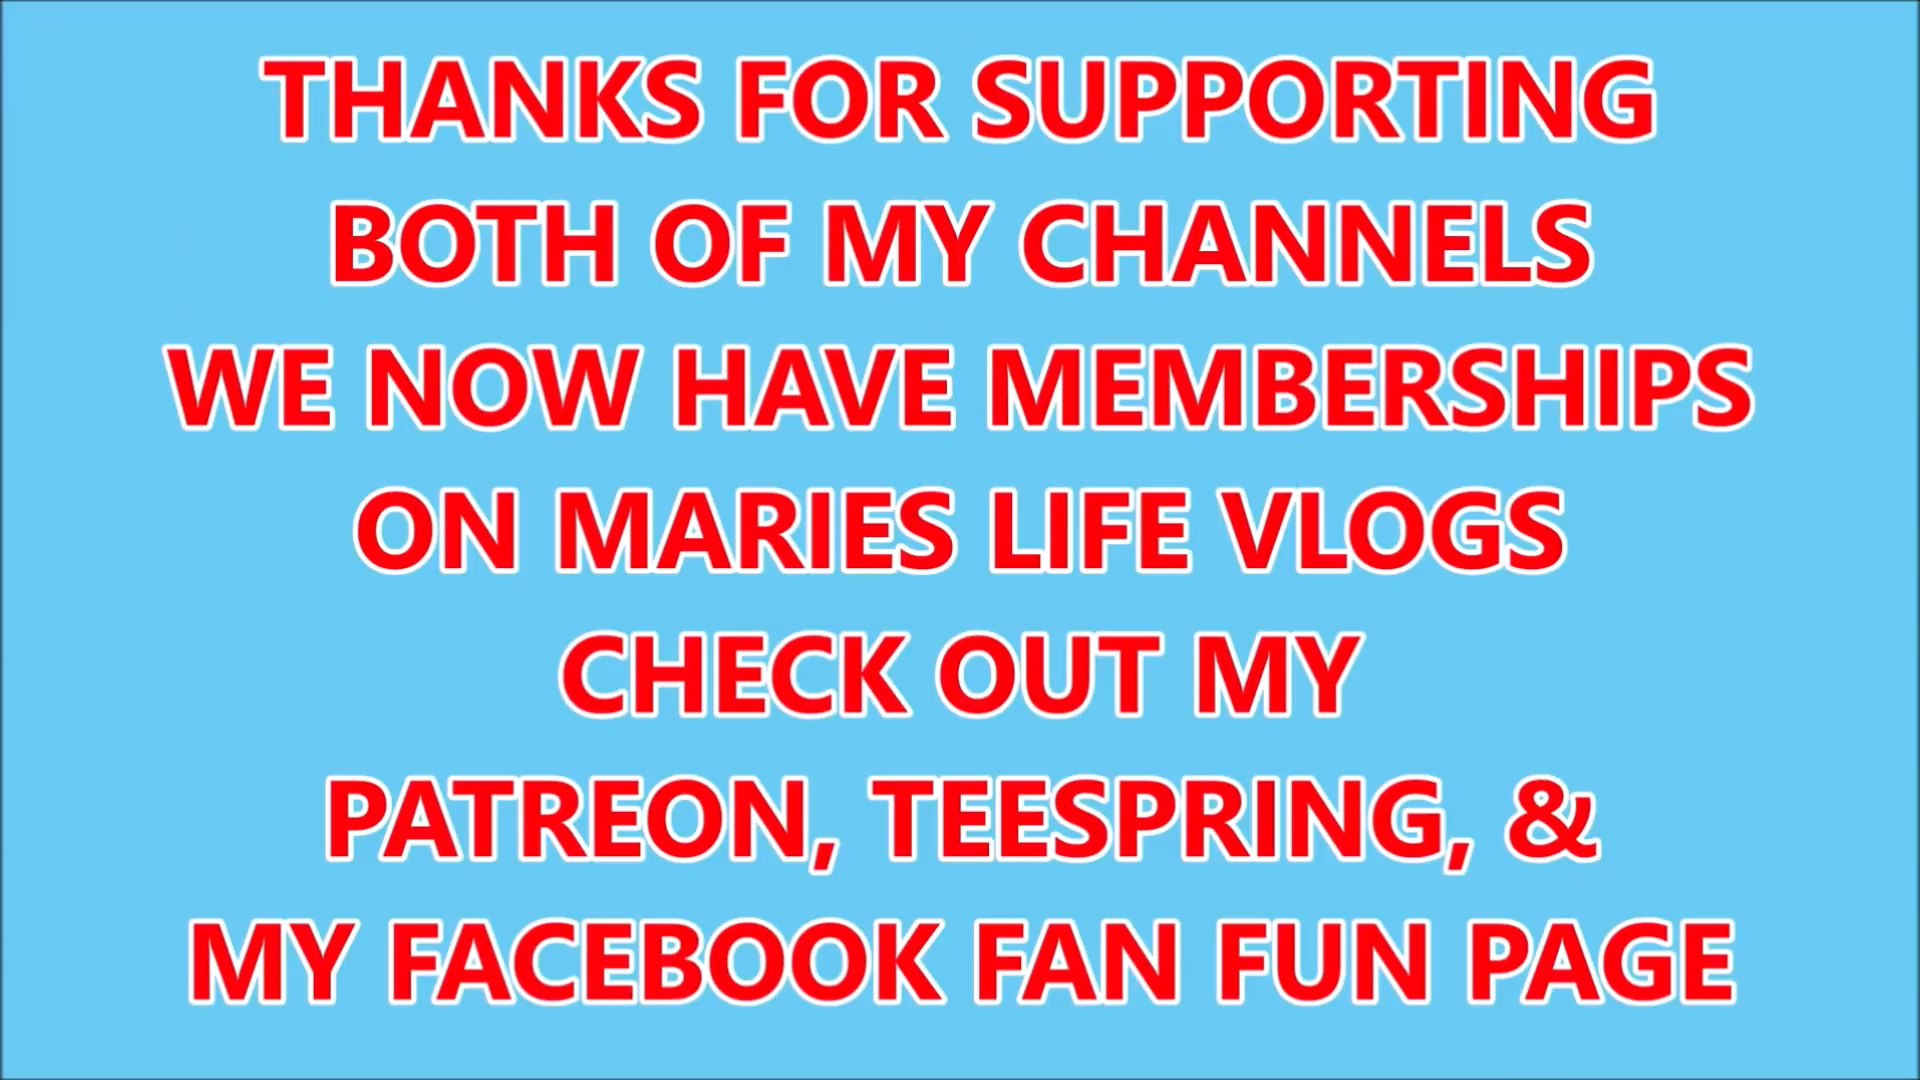 THANKS FOR SUPPORTING
BOTH OF MY CHANNELS
WE NOW HAVE MEMBERSHIPS
ON MARIES LIFE VLOGS
CHECK OUT MY
PATREON, TEESPRING, &
MY FACEBOOK FAN FUN PAGE